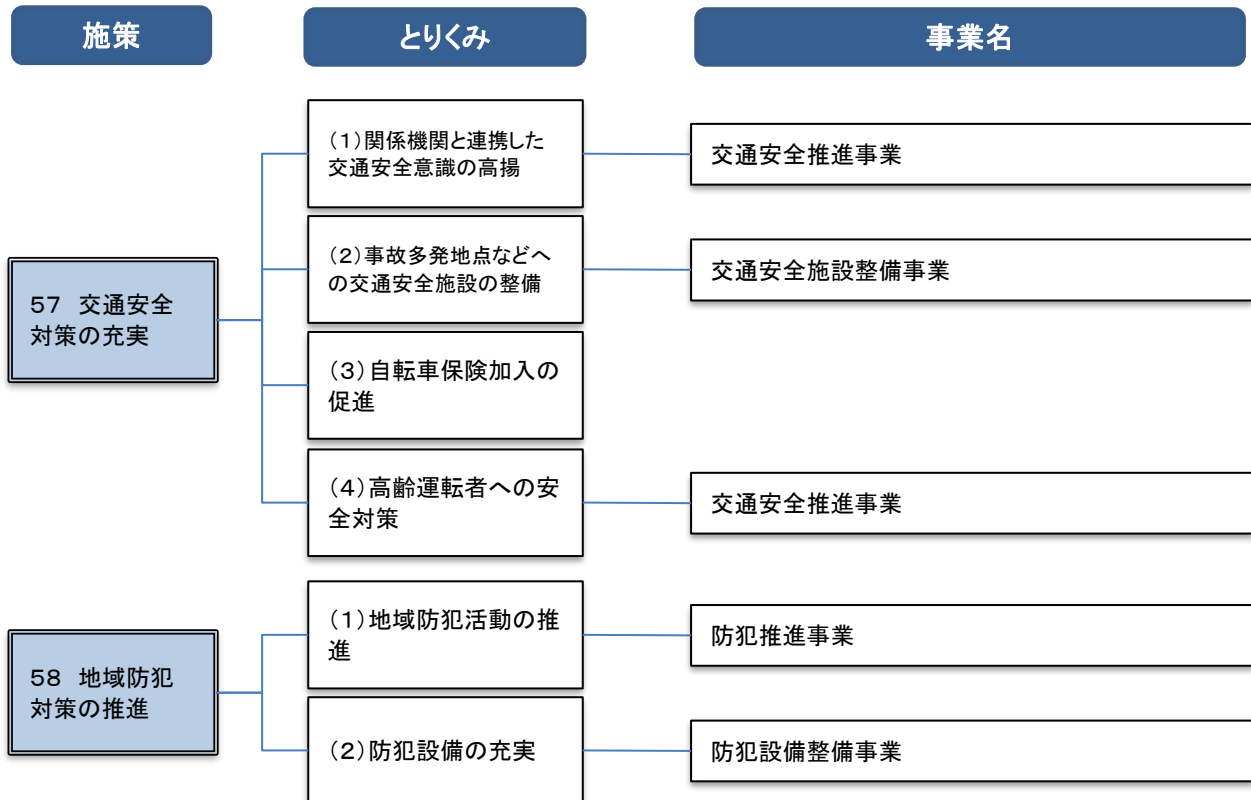 施策
とりくみ
事業名
57 交通安全
対策の充実
(1)関係機関と連携した
交通安全意識の高揚
交通安全推進事業
(2)事故多発地点などへ
の交通安全施設の整備
交通安全施設整備事業
(3)自転車保険加入の
促進
(4)高齢運転者への安
全対策
交通安全推進事業
58 地域防犯
対策の推進
(1)地域防犯活動の推
進
防犯推進事業
(2)防犯設備の充実
防犯設備整備事業